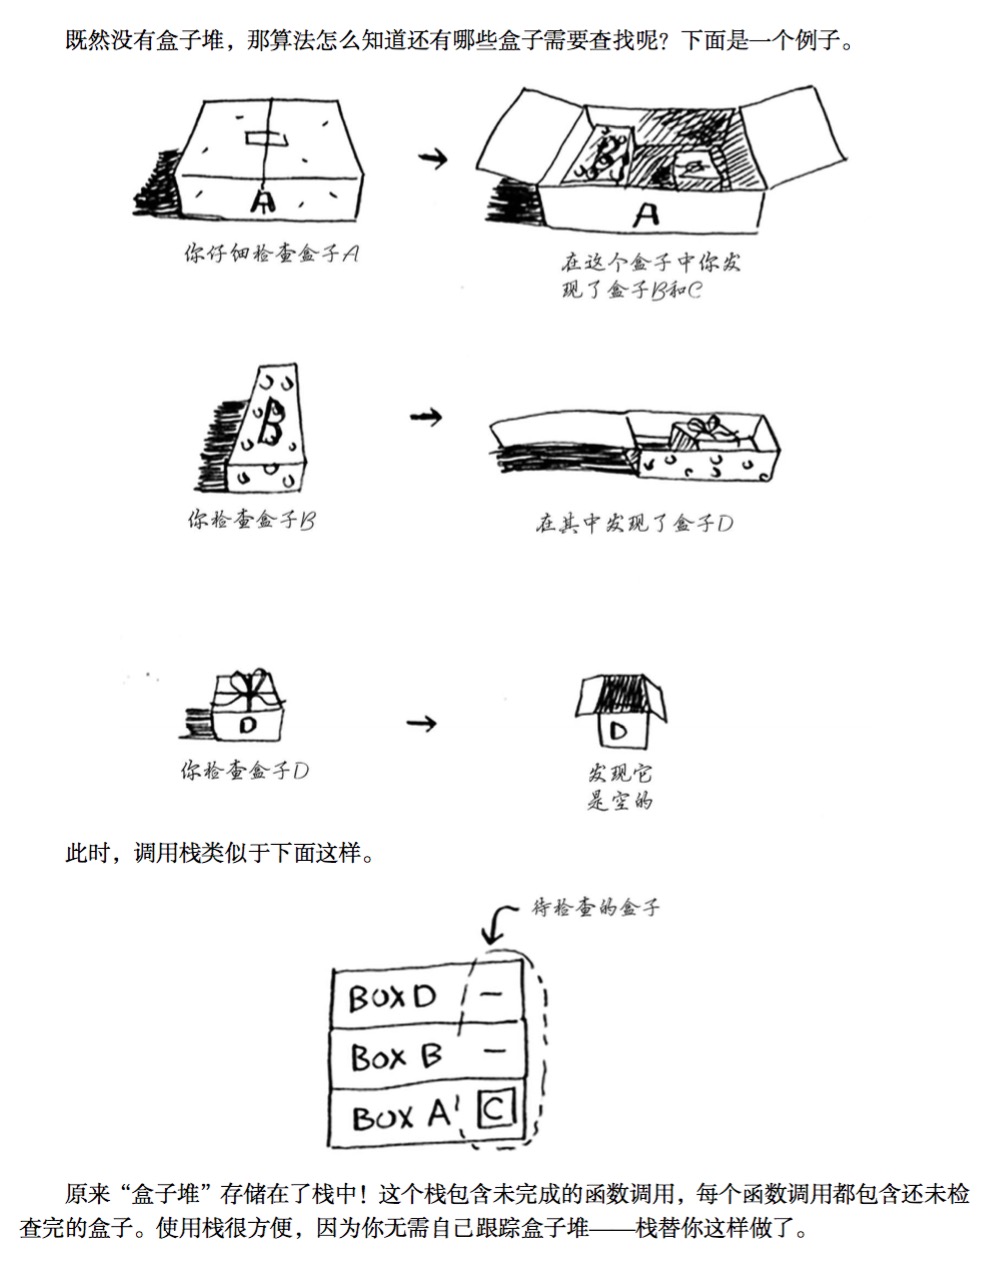 既然没有盒子堆，那算法怎么知道还有哪些盒子需要查找呢？下面是一个例子。
A
A
你仔细检查盒子A
在这个盒子中你发
现了盒子B和C
B
你检查盒子B
在其中发现了盒子D
D
D
你检查盒子D
发现它
是空的
此时，调用栈类似于下面这样。
待检查的盒子
BOX D —
BOX B —
BOX A C
原来“盒子堆”存储在了栈中！这个栈包含未完成的函数调用，每个函数调用都包含还未检
查完的盒子。使用栈很方便，因为你无需自己跟踪盒子堆——栈替你这样做了。